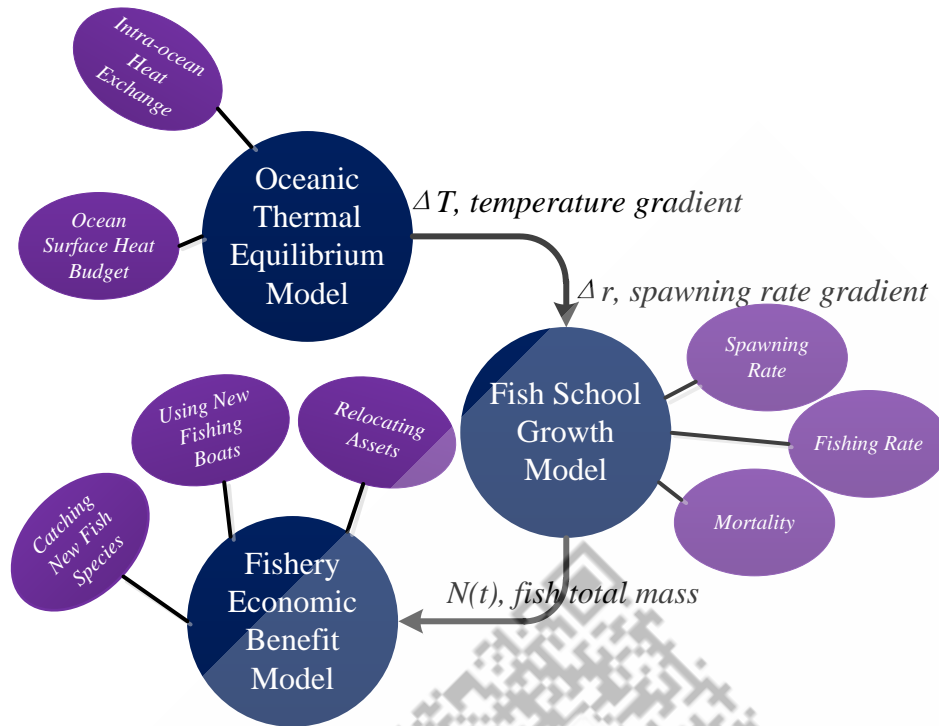 Intra-ocean
Heat
Exchange
Ocean
Surface Heat
Budget
Oceanic
Thermal
Equilibrium
Model
ΔT, temperature gradient
Δr, spawning rate gradient
Fish School
Growth
Model
Spawning
Rate
Fishing Rate
Mortality
N(t), fish total mass
Fishery
Economic
Benefit
Model
Catching
New Fish
Species
Using New
Fishing
Boats
Relocating
Assets